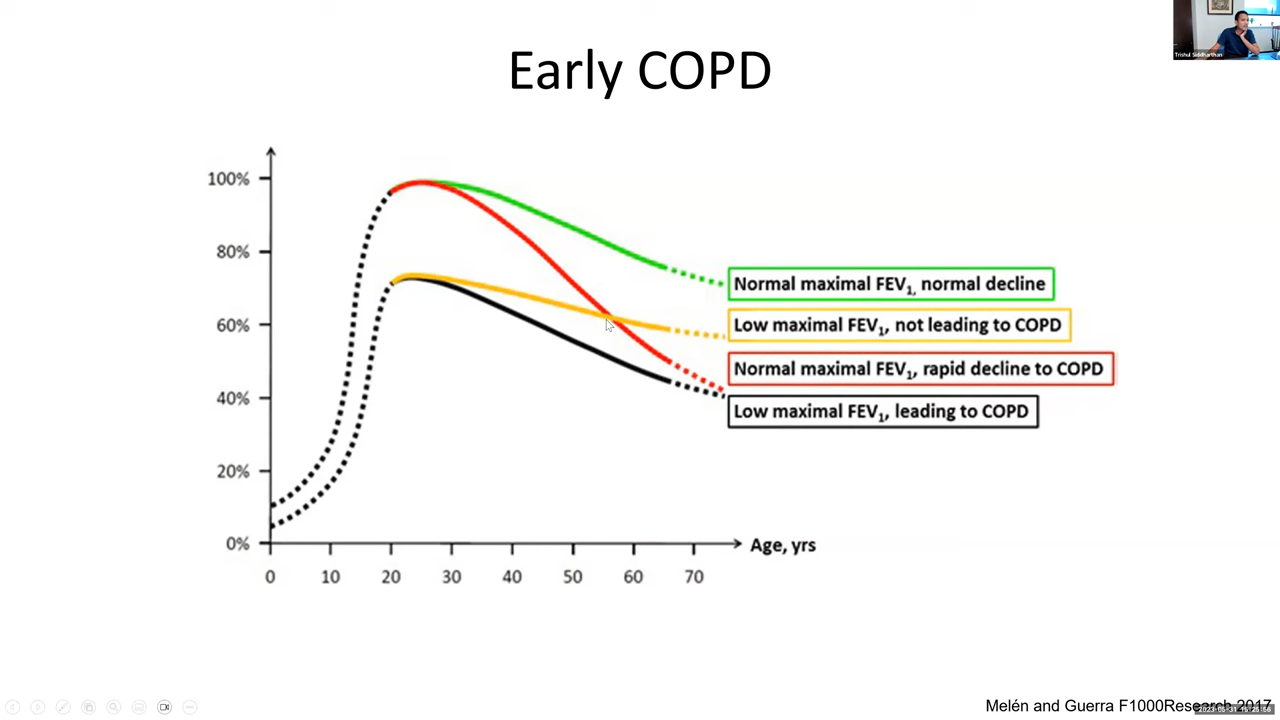 Trishul Siddharthan
Early COPD
100%
80%
60%
40%
20%
0%
0 10 20 30 40 50 60 70
Age, yrs
Normal maximal FEV1, normal decline
Low maximal FEV1, not leading to COPD
Normal maximal FEV1, rapid decline to COPD
Low maximal FEV1, leading to COPD
Melén and Guerra F1000Research 2017